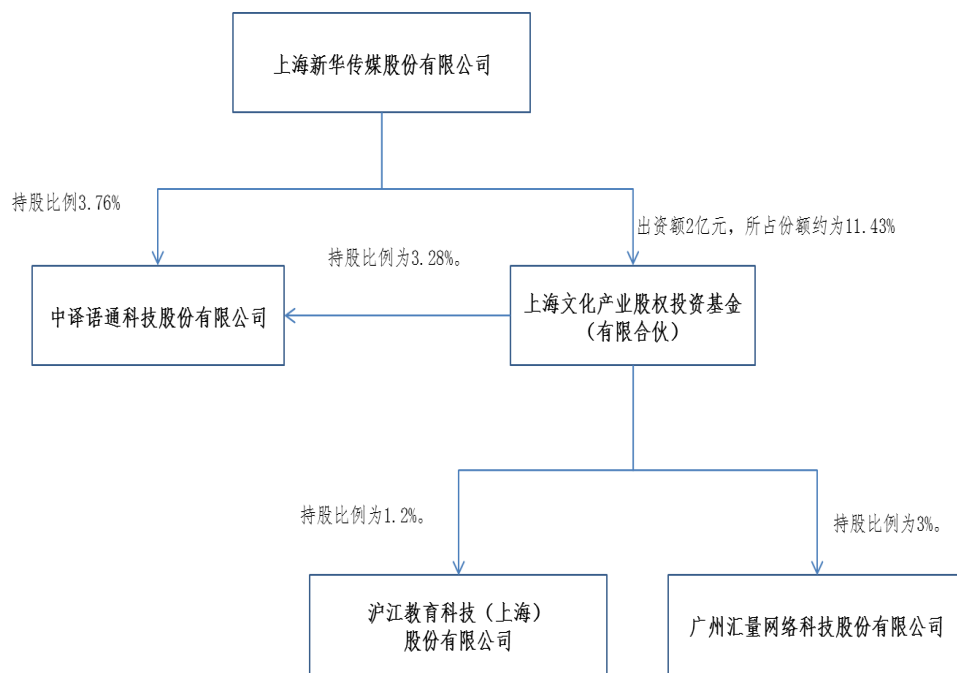 上海新华传媒股份有限公司
持股比例3.76%
出资额2亿元，所占份额约为11.43%
持股比例为3.28%。
中译语通科技股份有限公司
上海文化产业股权投资基金
（有限合伙）
持股比例为1.2%。
持股比例为3%。
沪江教育科技（上海）
股份有限公司
广州汇量网络科技股份有限公司